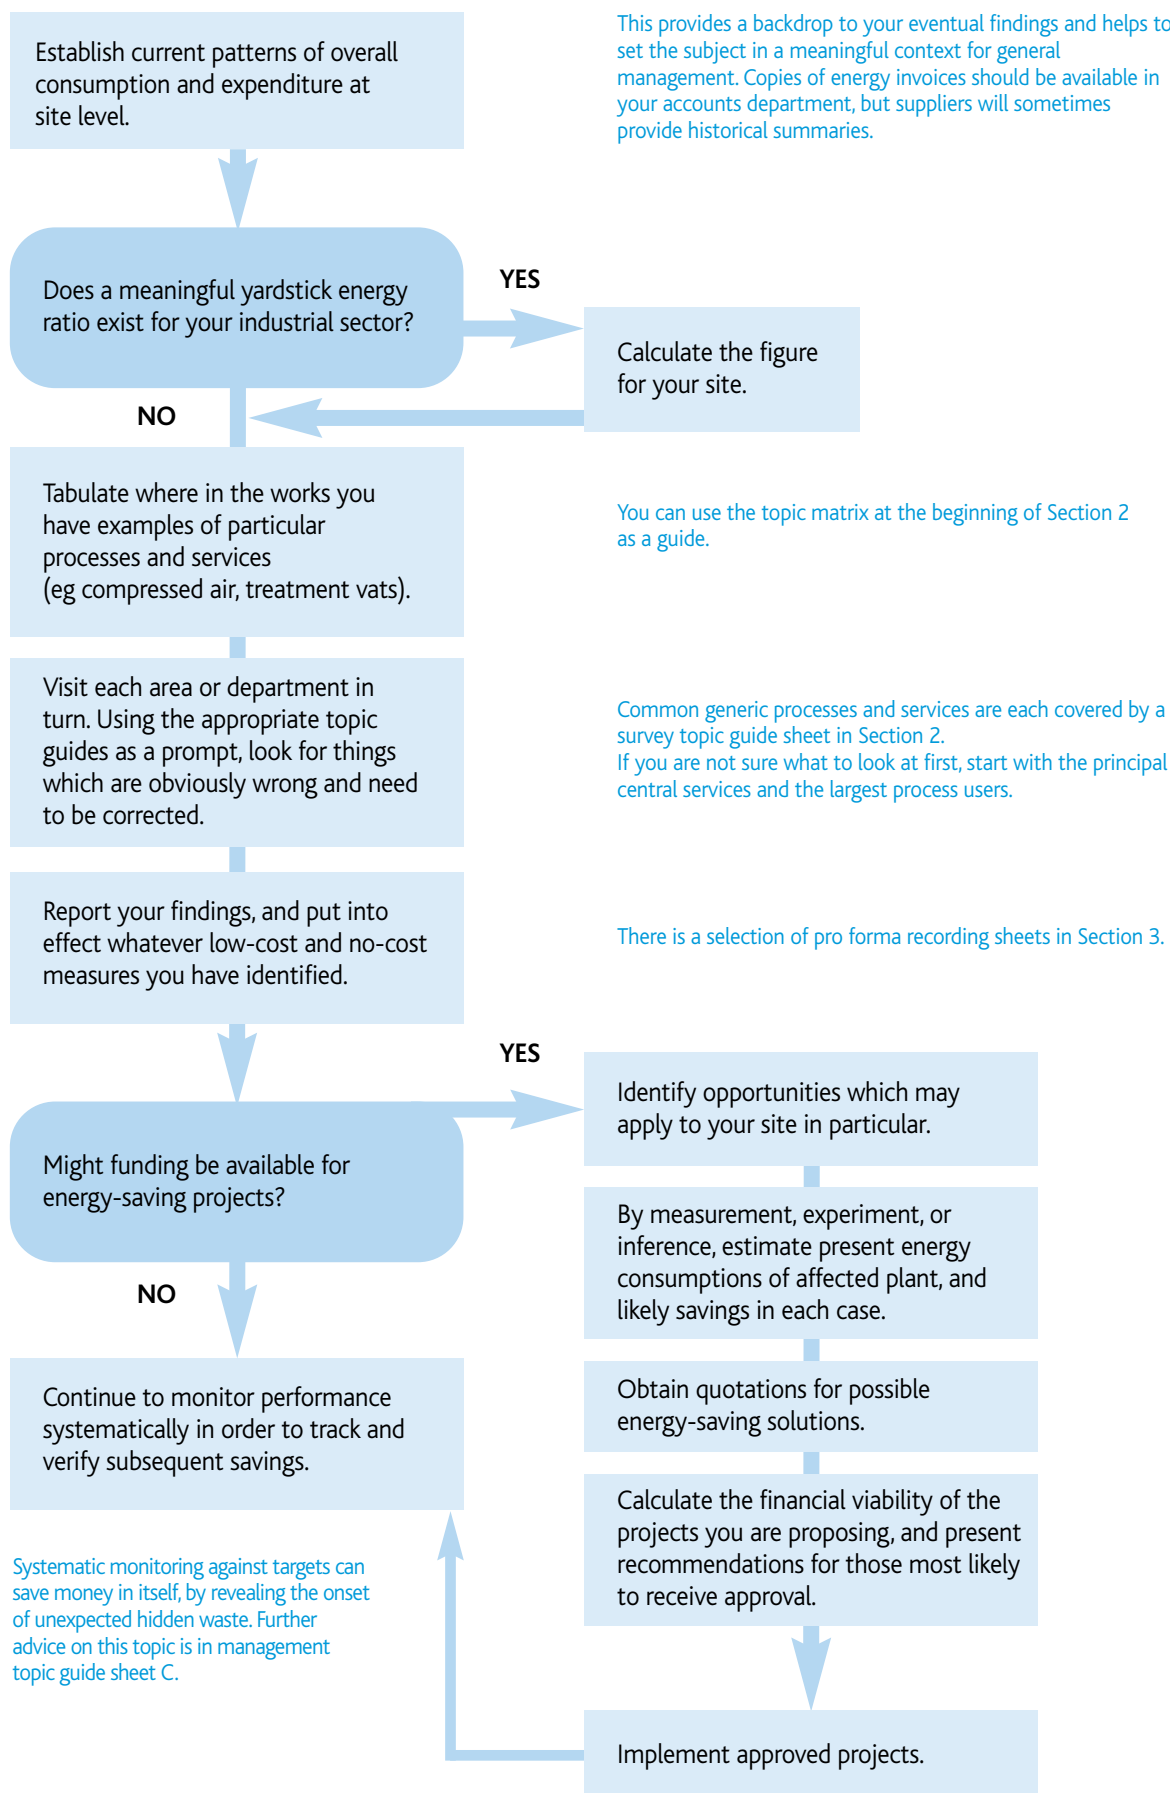 Establish current patterns of overall
consumption and expenditure at
site level.
This provides a backdrop to your eventual findings and helps to
set the subject in a meaningful context for general
management. Copies of energy invoices should be available in
your accounts department, but suppliers will sometimes
provide historical summaries.
Does a meaningful yardstick energy
ratio exist for your industrial sector?
YES
Calculate the figure
for your site.
NO
Tabulate where in the works you
have examples of particular
processes and services
(eg compressed air, treatment vats).
You can use the topic matrix at the beginning of Section 2
as a guide.
Visit each area or department in
turn. Using the appropriate topic
guides as a prompt, look for things
which are obviously wrong and need
to be corrected.
Common generic processes and services are each covered by a
survey topic guide sheet in Section 2.
If you are not sure what to look at first, start with the principal
central services and the largest process users.
Report your findings, and put into
effect whatever low-cost and no-cost
measures you have identified.
There is a selection of pro forma recording sheets in Section 3.
Might funding be available for
energy-saving projects?
YES
Identify opportunities which may
apply to your site in particular.
By measurement, experiment, or
inference, estimate present energy
consumptions of affected plant, and
likely savings in each case.
Obtain quotations for possible
energy-saving solutions.
Calculate the financial viability of the
projects you are proposing, and present
recommendations for those most likely
to receive approval.
Implement approved projects.
NO
Continue to monitor performance
systematically in order to track and
verify subsequent savings.
Systematic monitoring against targets can
save money in itself, by revealing the onset
of unexpected hidden waste. Further
advice on this topic is in management
topic guide sheet C.